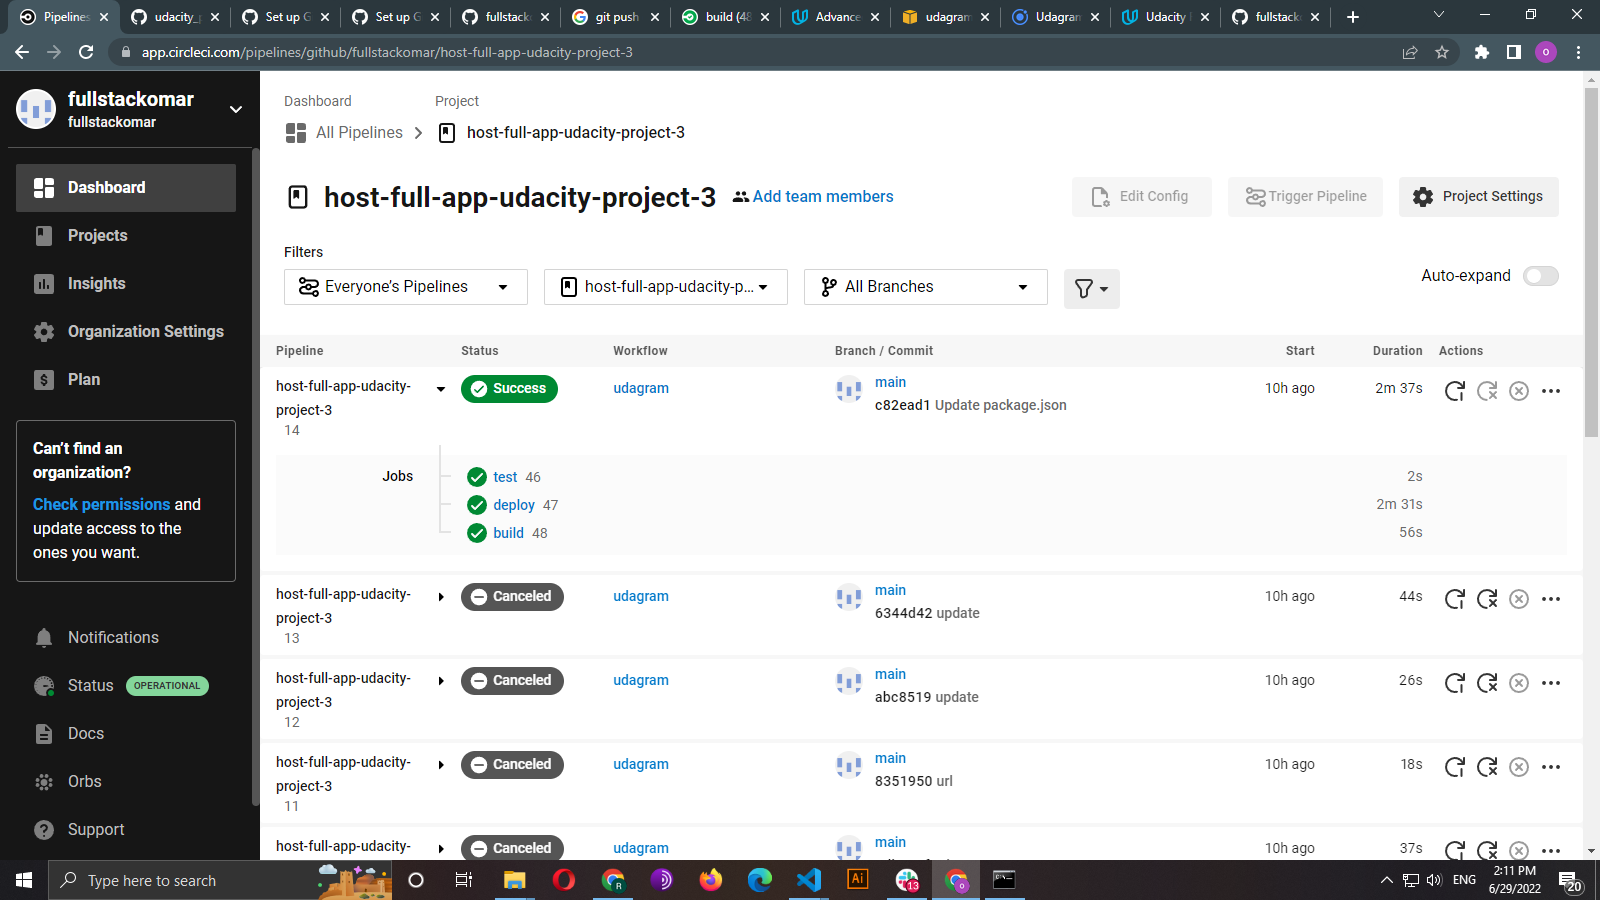 Pipelines
udacity_p
Set up G
Set up G
fullstack
git push
build (48
Advance
udagram
Udagram
Udacity
fullstack
app.circleci.com/pipelines/github/fullstackomar/host-full-app-udacity-project-3
o
fullstackomar
fullstackomar
Dashboard
Projects
Insights
Organization Settings
Plan
Can't find an
organization?
Check permissions and
update access to the
ones you want.
Notifications
Status OPERATIONAL
Docs
Orbs
Support
Dashboard Project
All Pipelines host-full-app-udacity-project-3
host-full-app-udacity-project-3 Add team members
Edit Config Trigger Pipeline Project Settings
Filters
Everyone's Pipelines host-full-app-udacity-p... All Branches
Auto-expand
Pipeline Status Workflow Branch / Commit Start Duration Actions
host-full-app-udacity-
project-3
14
Success udagram main 10h ago 2m 37s
c82ead1 Update package.json
Jobs test 46 2s
deploy 47 2m 31s
build 48 56s
host-full-app-udacity-
project-3
13
Canceled udagram main 10h ago 44s
6344d42 update
host-full-app-udacity-
project-3
12
Canceled udagram main 10h ago 26s
abc8519 update
host-full-app-udacity-
project-3
11
Canceled udagram main 10h ago 18s
8351950 url
host-full-app-udacity-
Canceled udagram main 10h ago 37s
Type here to search
R
Ai
13
o
ENG
2:11 PM
6/29/2022
20